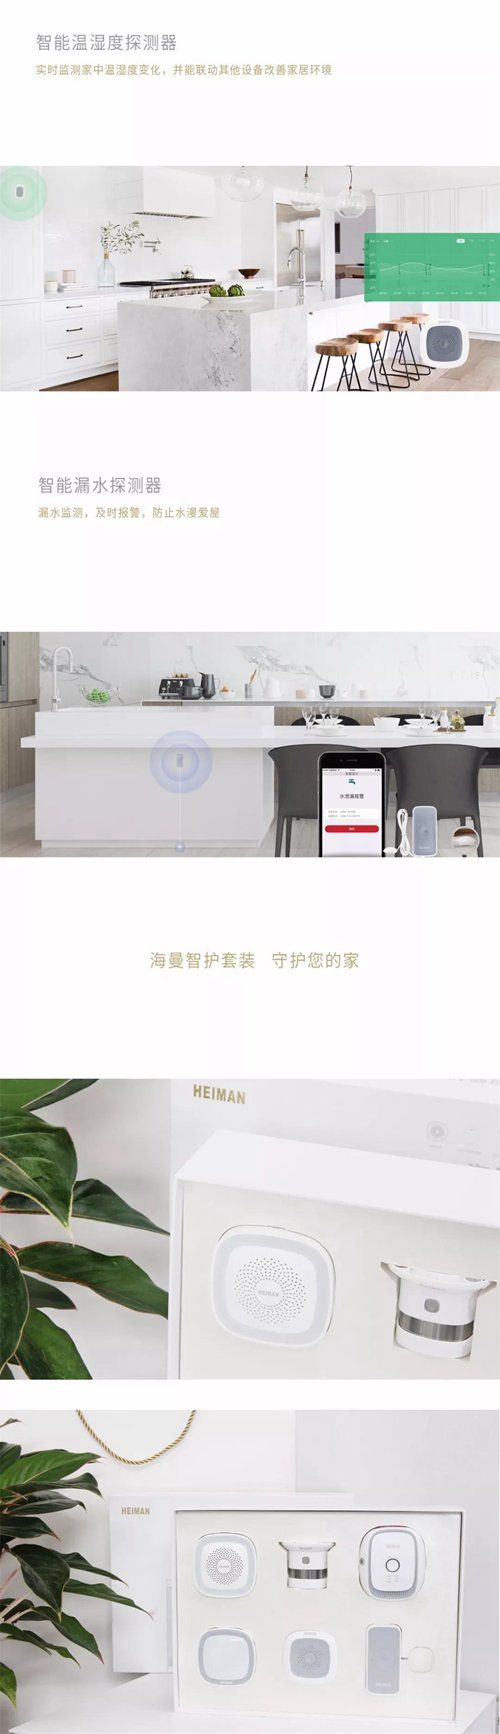 智能温湿度探测器
实时监测家中温湿度变化，并能联动其他设备改善家居环境
智能漏水探测器
漏水监测，及时报警，防止水漫爱屋
水泄漏报警
海曼智护套装 守护您的家
HEIMAN
HEIMAN
HEIMAN